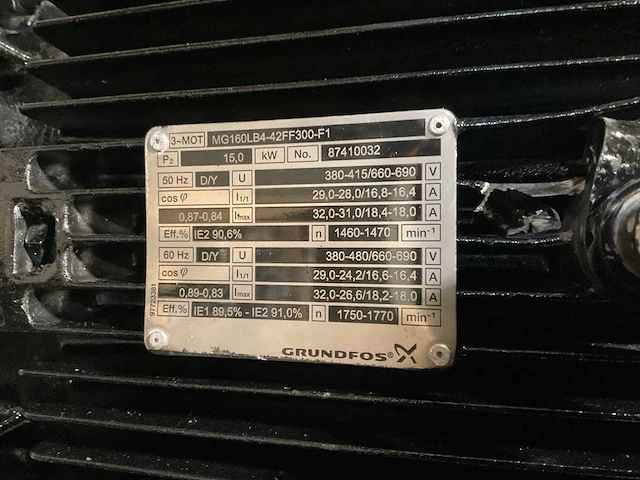 3~MOT MG160LB4-42FF300-F1
P2 15,0 kW No. 87410032
50 Hz D/Y U 380-415/660-690 V
cos φ I1/1 29,0-28,0/16,8-16,4 A
0,87-0,84 Imax 32,0-31,0/18,4-18,0 A
Eff.% IE2 90,6% n 1460-1470 min-1
60 Hz D/Y U 380-480/660-690 V
cos φ I1/1 29,0-24,2/16,6-16,4 A
0,89-0,83 Imax 32,0-26,6/18,2-18,0 A
Eff.% IE1 89,5% - IE2 91,0% n 1750-1770 min-1
97723381
GRUNDFOS®